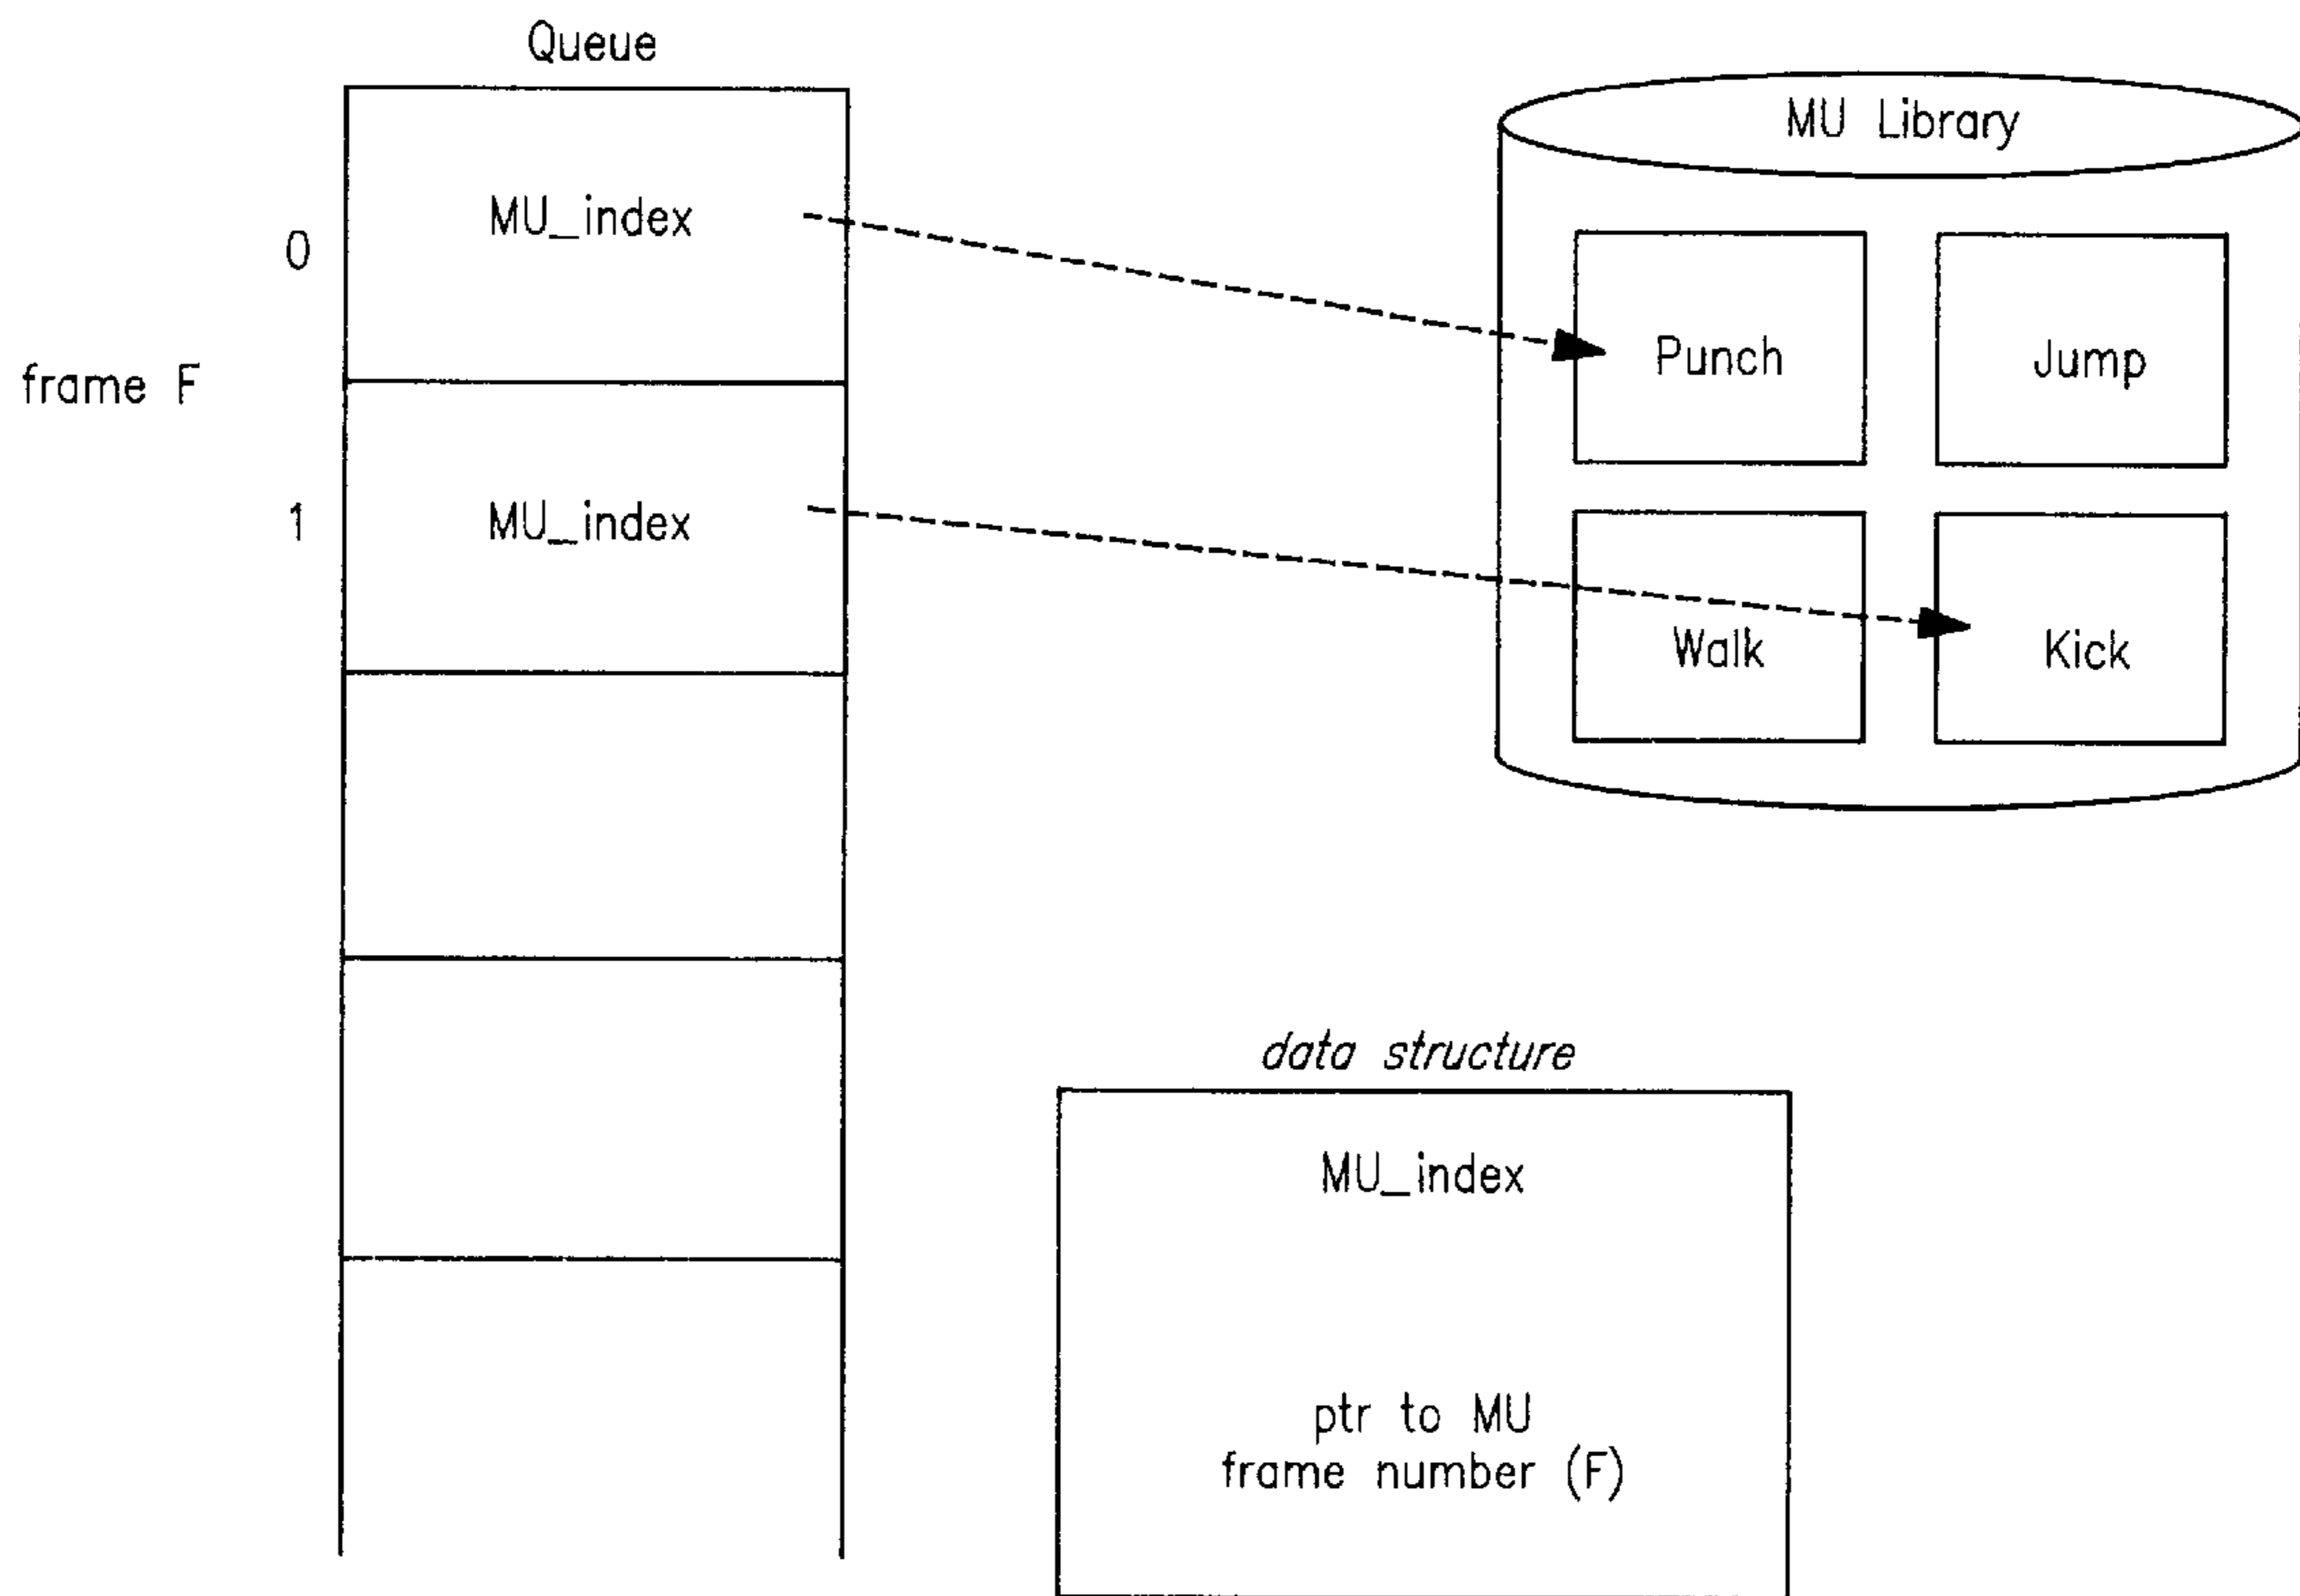 Queue
MU_index
0
frame F
1
MU_index
MU Library
Punch
Jump
Walk
Kick
data structure
MU_index
ptr to MU
frame number (F)